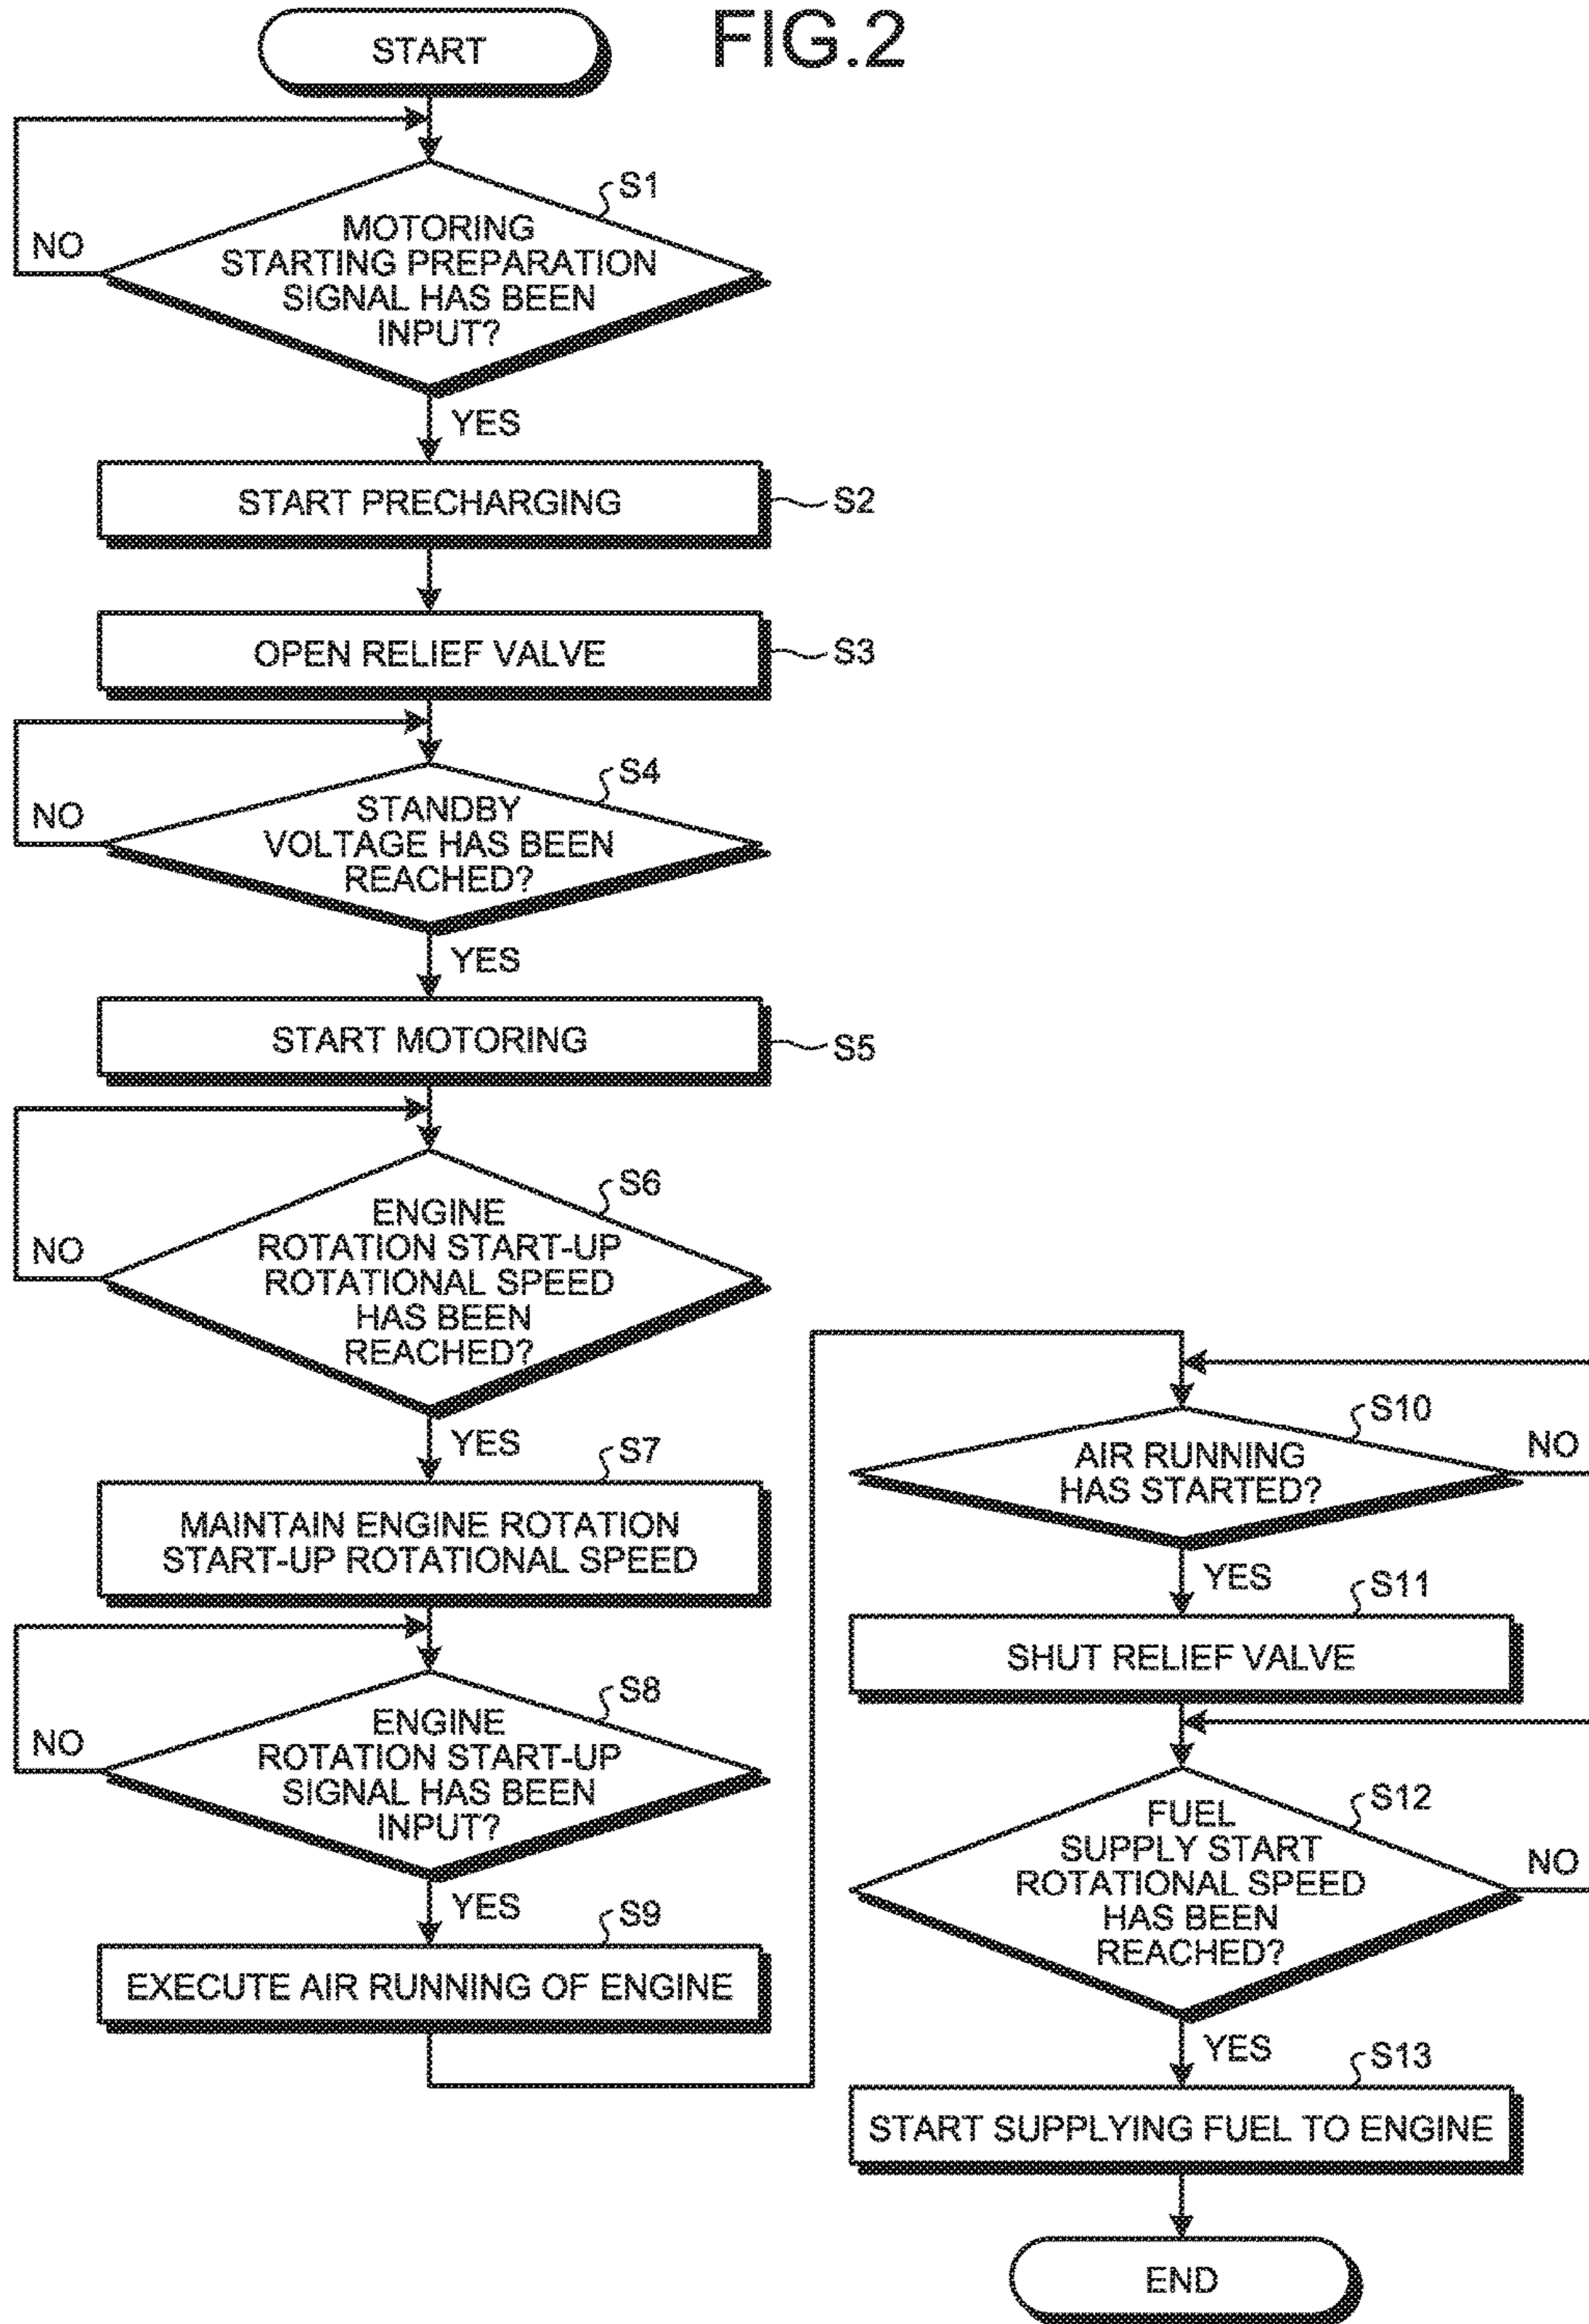 FIG.2
START
S1
MOTORING
STARTING PREPARATION
SIGNAL HAS BEEN
INPUT?
NO
YES
START PRECHARGING
S2
OPEN RELIEF VALVE
S3
S4
STANDBY
VOLTAGE HAS BEEN
REACHED?
NO
YES
START MOTORING
S5
S6
ENGINE
ROTATION START-UP
ROTATIONAL SPEED
HAS BEEN
REACHED?
NO
YES
S7
MAINTAIN ENGINE ROTATION
START-UP ROTATIONAL SPEED
S8
ENGINE
ROTATION START-UP
SIGNAL HAS BEEN
INPUT?
NO
YES
S9
EXECUTE AIR RUNNING OF ENGINE
S10
AIR RUNNING
HAS STARTED?
NO
YES
S11
SHUT RELIEF VALVE
S12
FUEL
SUPPLY START
ROTATIONAL SPEED
HAS BEEN
REACHED?
NO
YES
S13
START SUPPLYING FUEL TO ENGINE
END